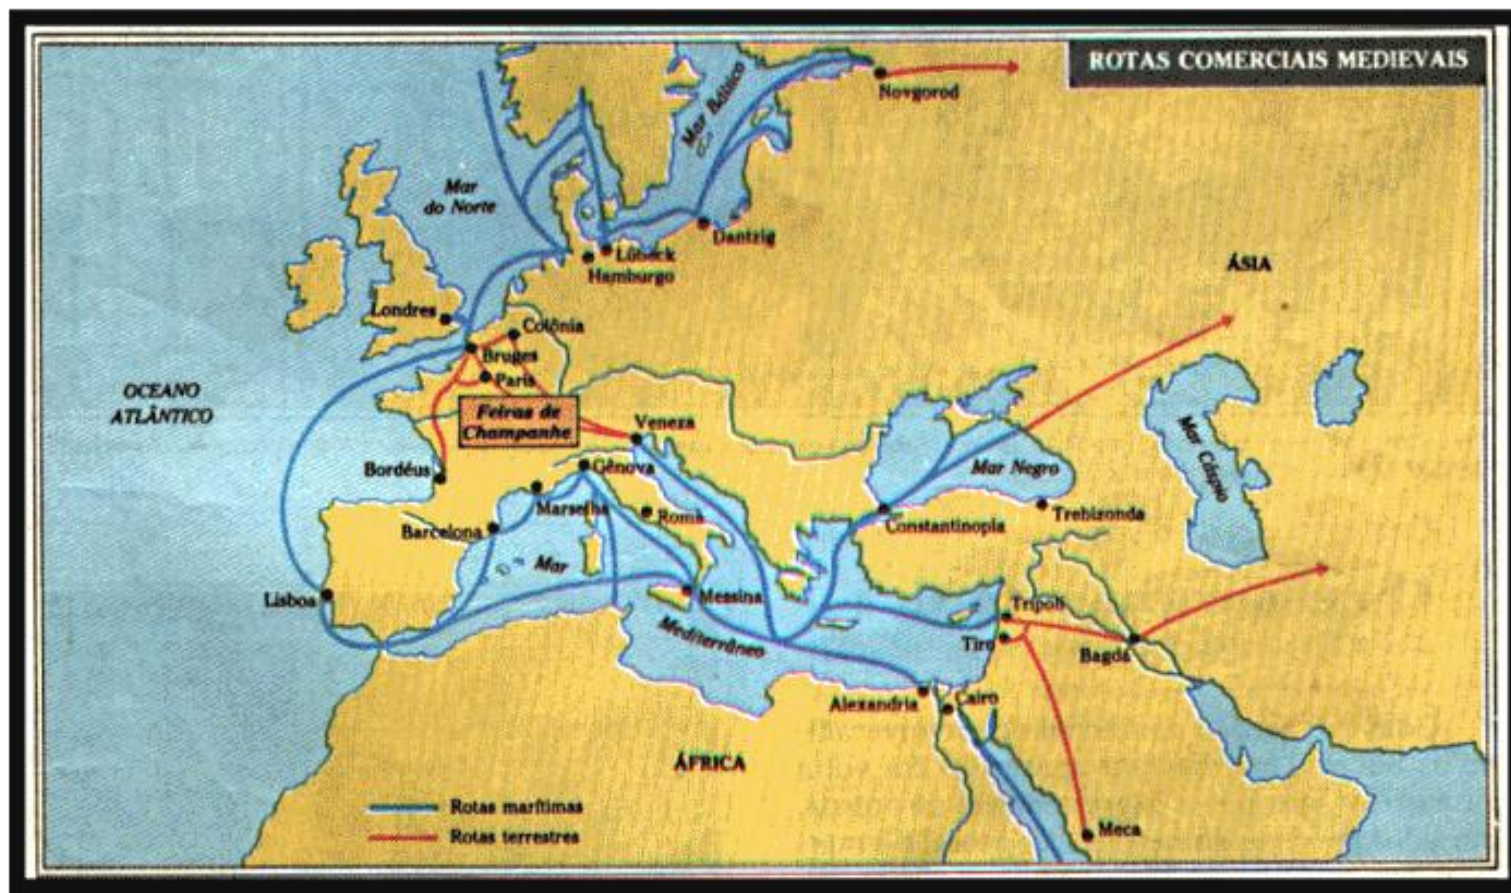 ROTAS COMERCIAIS MEDIEVAIS
Novgorod
Mar Báltico
Mar
do Norte
Dantzig
Lübeck
Hamburgo
ÁSIA
Londres
Colônia
Bruges
Paris
OCEANO
ATLÂNTICO
Feiras de
Champanhe
Veneza
Mar Cáspio
Bordéus
Gênova
Mar Negro
Marselha
Roma
Constantinopla
Trebizonda
Barcelona
Mar
Lisboa
Messina
Tripoli
Mediterrâneo
Tiro
Bagdá
Alexandria
Cairo
ÁFRICA
Rotas marítimas
Rotas terrestres
Meca